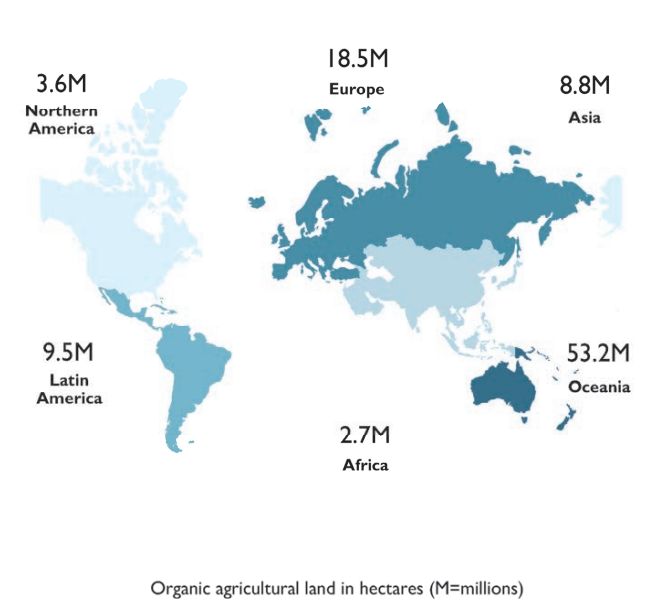 18.5M
Europe
3.6M
Northern
America
8.8M
Asia
9.5M
Latin
America
53.2M
Oceania
2.7M
Africa
Organic agricultural land in hectares (M=millions)